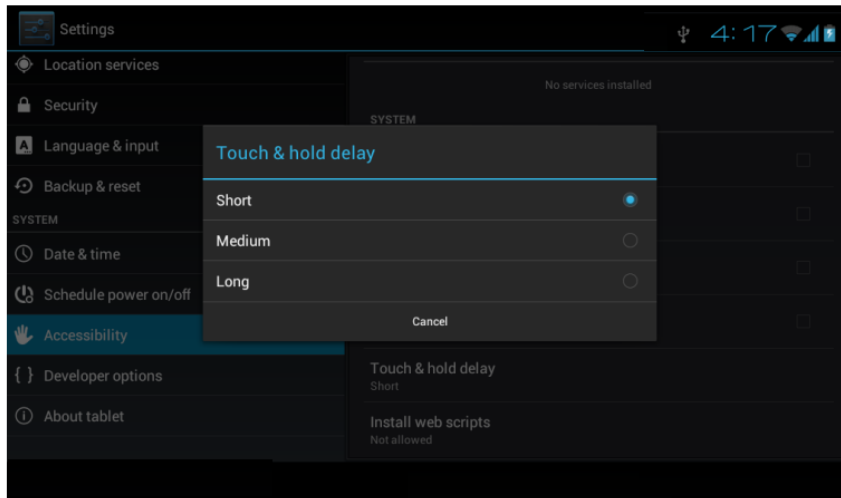 Settings
4:17
Location services
Security
Language & input
Backup & reset
SYSTEM
Date & time
Schedule power on/off
Accessibility
{ } Developer options
About tablet
No services installed
SYSTEM
Touch & hold delay
Short
Medium
Long
Cancel
Touch & hold delay
Short
Install web scripts
Not allowed